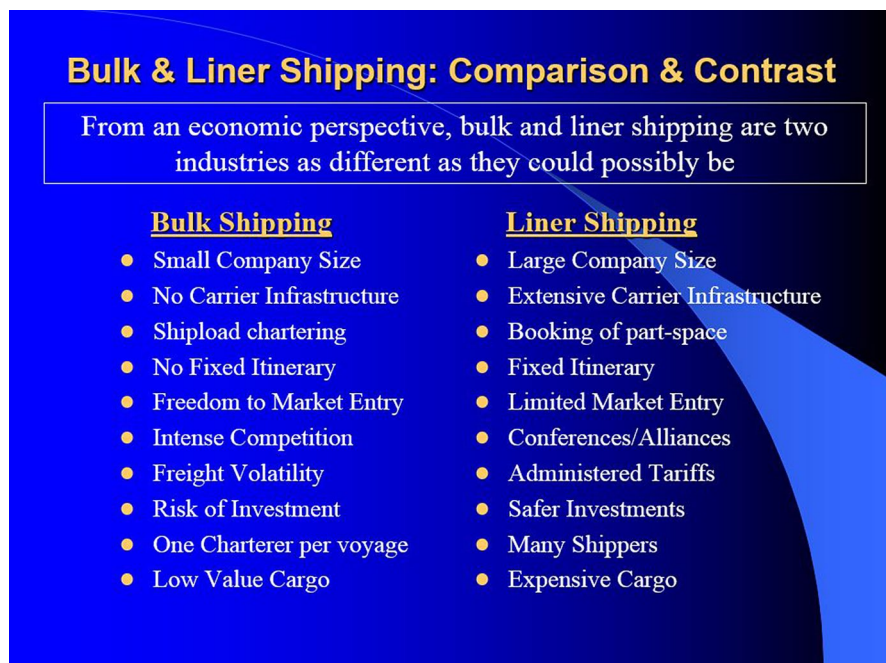 Bulk & Liner Shipping: Comparison & Contrast
From an economic perspective, bulk and liner shipping are two
industries as different as they could possibly be
Bulk Shipping
Small Company Size
No Carrier Infrastructure
Shipload chartering
No Fixed Itinerary
Freedom to Market Entry
Intense Competition
Freight Volatility
Risk of Investment
One Charterer per voyage
Low Value Cargo
Liner Shipping
Large Company Size
Extensive Carrier Infrastructure
Booking of part-space
Fixed Itinerary
Limited Market Entry
Conferences/Alliances
Administered Tariffs
Safer Investments
Many Shippers
Expensive Cargo